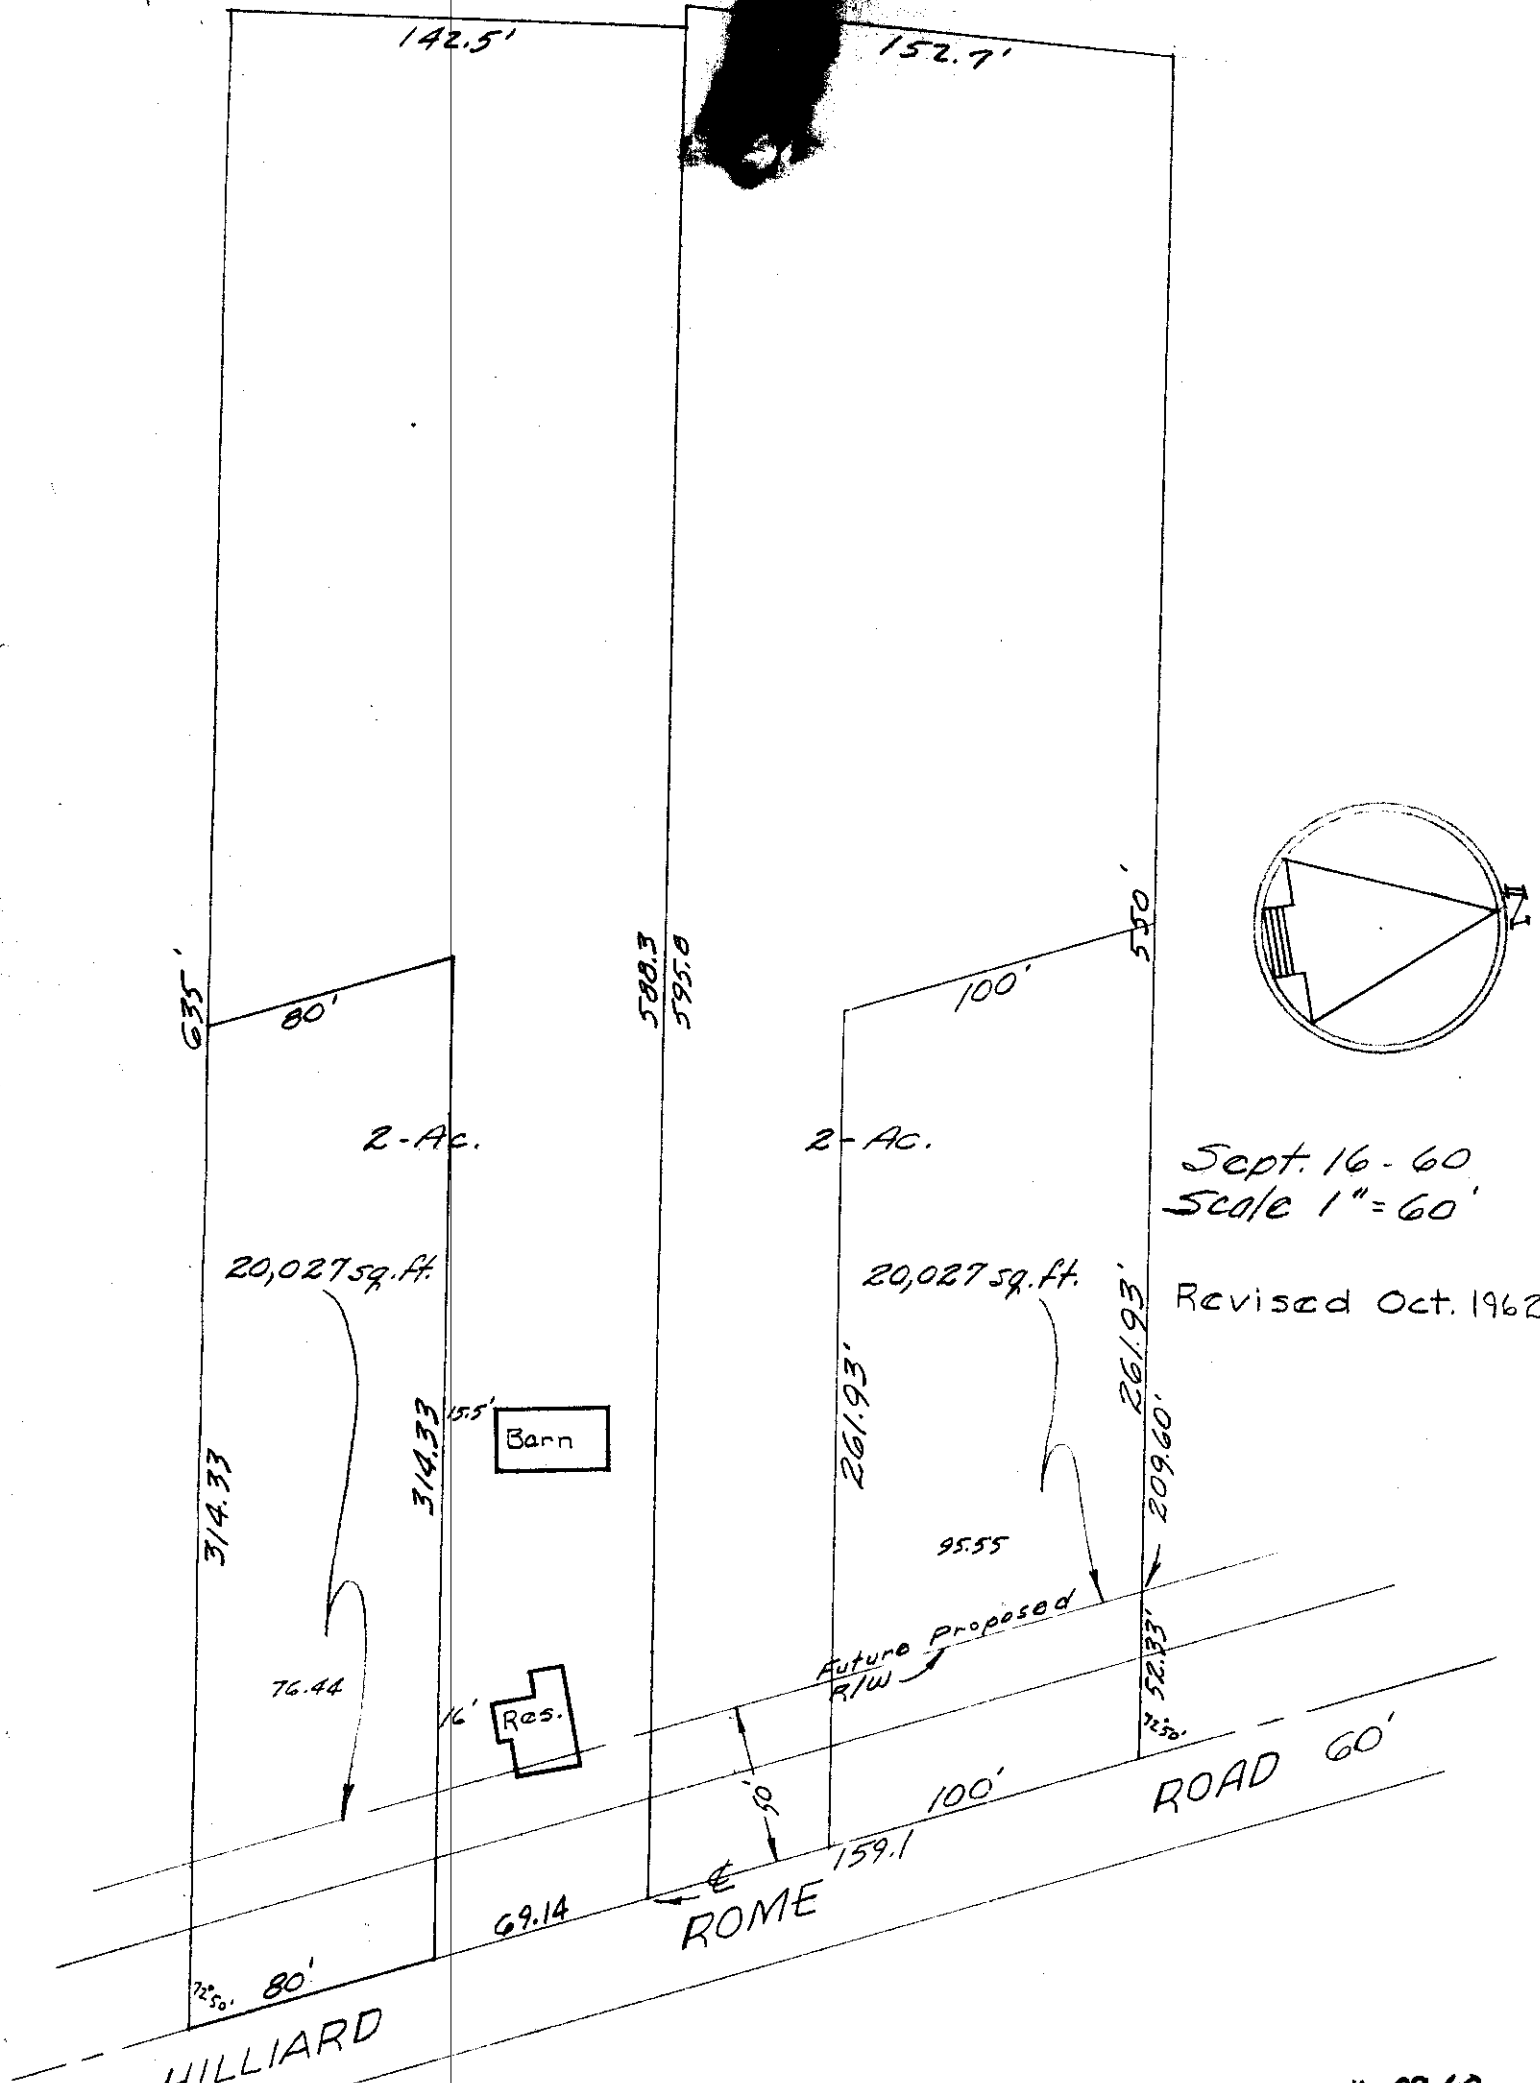 142.5'
152.7'
635'
80'
588.3
595.8
550'
100'
N
2-Ac.
2-Ac.
Sept. 16-60
Scale 1"=60'
20,027 sq.ft.
20,027 sq.ft.
261.93'
Revised Oct. 1962
314.33
314.33
15.5'
Barn
261.93'
209.60'
95.55
76.44
16'
Res.
Future Proposed
R/W
52.33'
72°50'
50'
100'
159.1
℄
69.14
80'
72°50'
HILLIARD
ROME
ROAD 60'